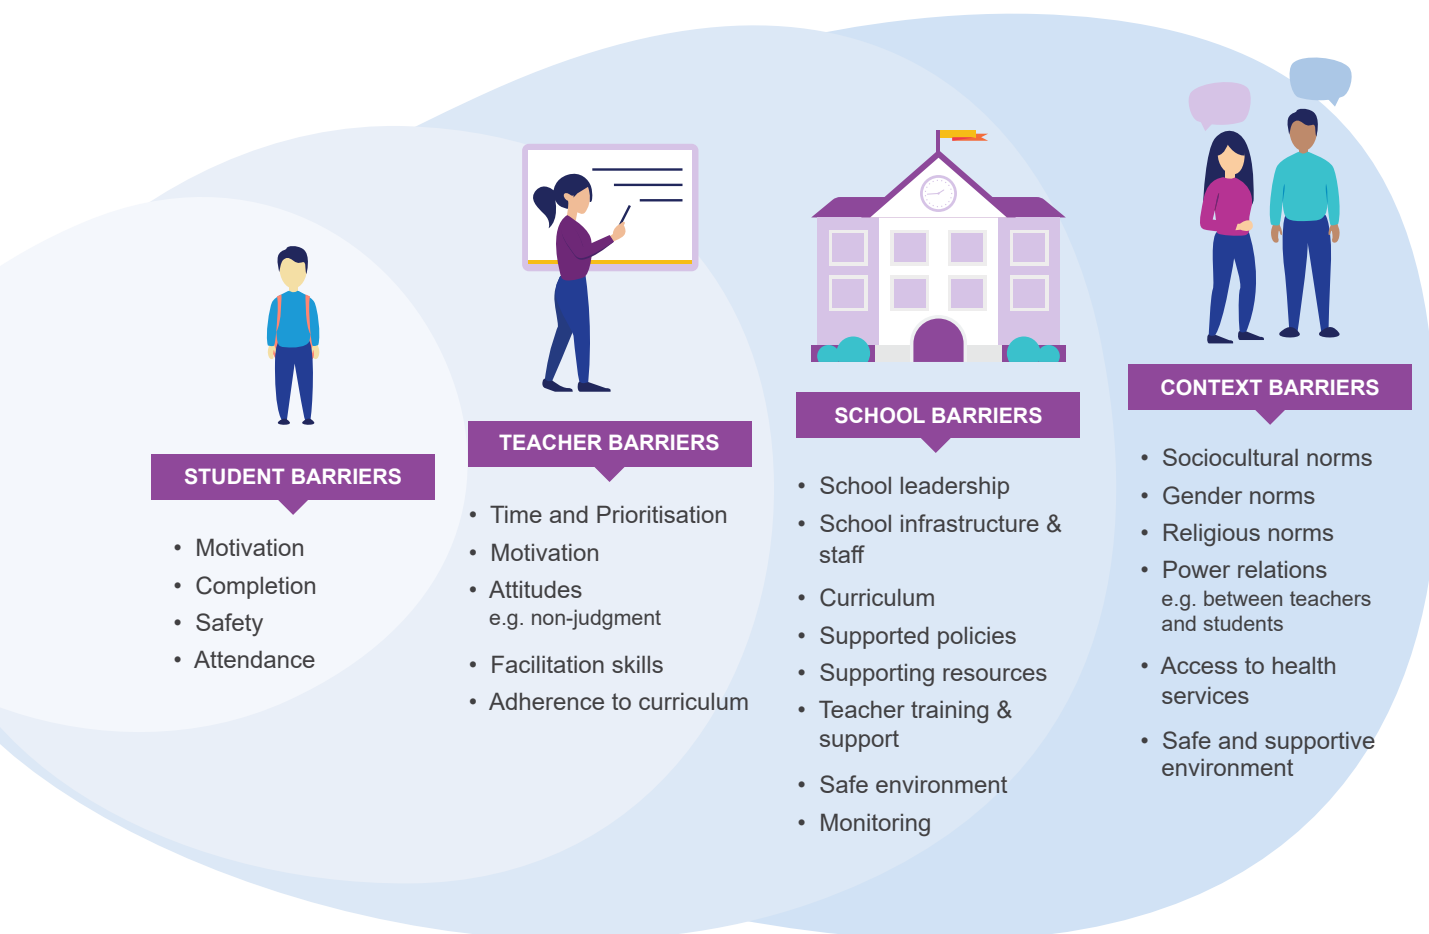 STUDENT BARRIERS
• Motivation
• Completion
• Safety
• Attendance
TEACHER BARRIERS
• Time and Prioritisation
• Motivation
• Attitudes
e.g. non-judgment
• Facilitation skills
• Adherence to curriculum
SCHOOL BARRIERS
• School leadership
• School infrastructure &
staff
• Curriculum
• Supported policies
• Supporting resources
• Teacher training &
support
• Safe environment
• Monitoring
CONTEXT BARRIERS
• Sociocultural norms
• Gender norms
• Religious norms
• Power relations
e.g. between teachers
and students
• Access to health
services
• Safe and supportive
environment